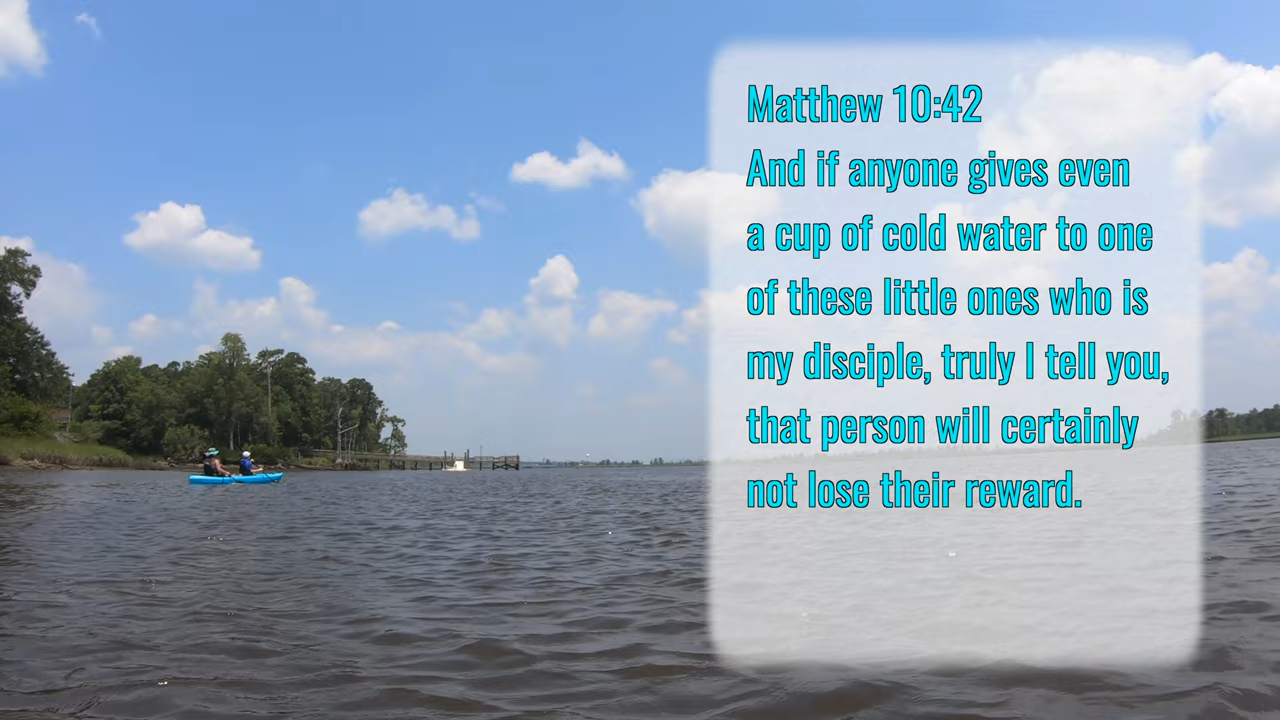 Matthew 10:42
And if anyone gives even
a cup of cold water to one
of these little ones who is
my disciple, truly I tell you,
that person will certainly
not lose their reward.